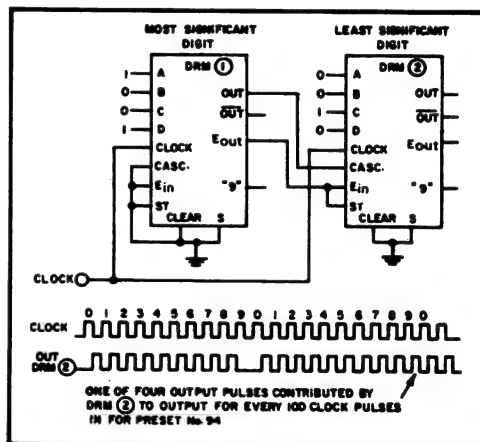 MOST SIGNIFICANT DIGIT
DRM ①
1 A
0 B
0 C
1 D
CLOCK
CASC.
Ein
ST
OUT
OUT
Eout
"9"
CLEAR S
LEAST SIGNIFICANT DIGIT
DRM ②
0 A
0 B
1 C
0 D
CLOCK
CASC.
Ein
ST
OUT
OUT
Eout
"9"
CLEAR S
CLOCK
0 1 2 3 4 5 6 7 8 9 0 1 2 3 4 5 6 7 8 9 0
CLOCK
OUT
DRM ②
ONE OF FOUR OUTPUT PULSES CONTRIBUTED BY
DRM ② TO OUTPUT FOR EVERY 100 CLOCK PULSES
IN FOR PRESET No. 94